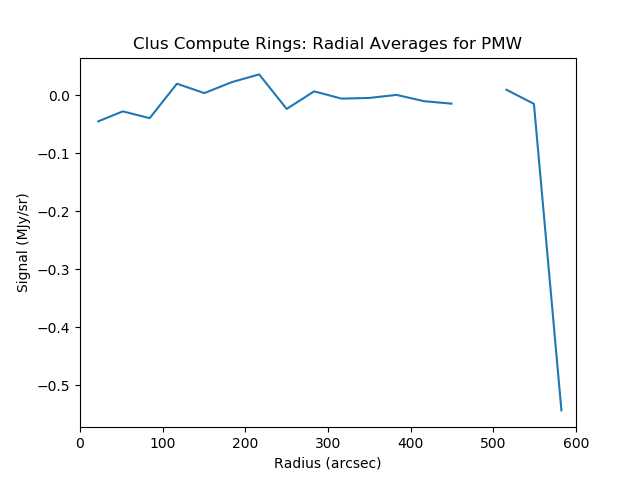 Clus Compute Rings: Radial Averages for PMW
Signal (MJy/sr)
0.0
−0.1
−0.2
−0.3
−0.4
−0.5
0 100 200 300 400 500 600
Radius (arcsec)